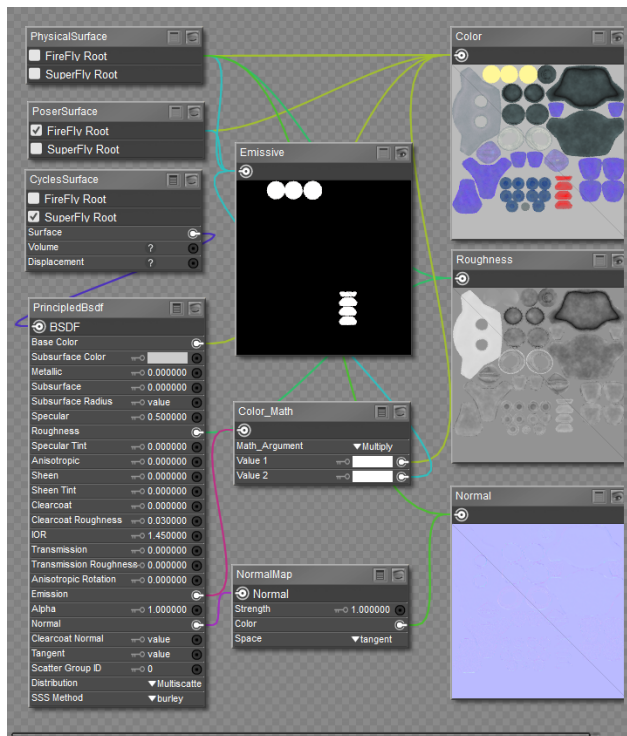 PhysicalSurface
FireFly Root
SuperFly Root
PoserSurface
FireFly Root
SuperFly Root
CyclesSurface
FireFly Root
SuperFly Root
Surface
Volume ?
Displacement ?
PrincipledBsdf
BSDF
Base Color
Subsurface Color
Metallic 0.000000
Subsurface 0.000000
Subsurface Radius value
Specular 0.500000
Roughness
Specular Tint 0.000000
Anisotropic 0.000000
Sheen 0.000000
Sheen Tint 0.000000
Clearcoat 0.000000
Clearcoat Roughness 0.030000
IOR 1.450000
Transmission 0.000000
Transmission Roughness 0.000000
Anisotropic Rotation 0.000000
Emission
Alpha 1.000000
Normal
Clearcoat Normal value
Tangent value
Scatter Group ID 0
Distribution Multiscatte
SSS Method burley
Emissive
Color_Math
Math_Argument Multiply
Value 1
Value 2
NormalMap
Normal
Strength 1.000000
Color
Space tangent
Color
Roughness
Normal